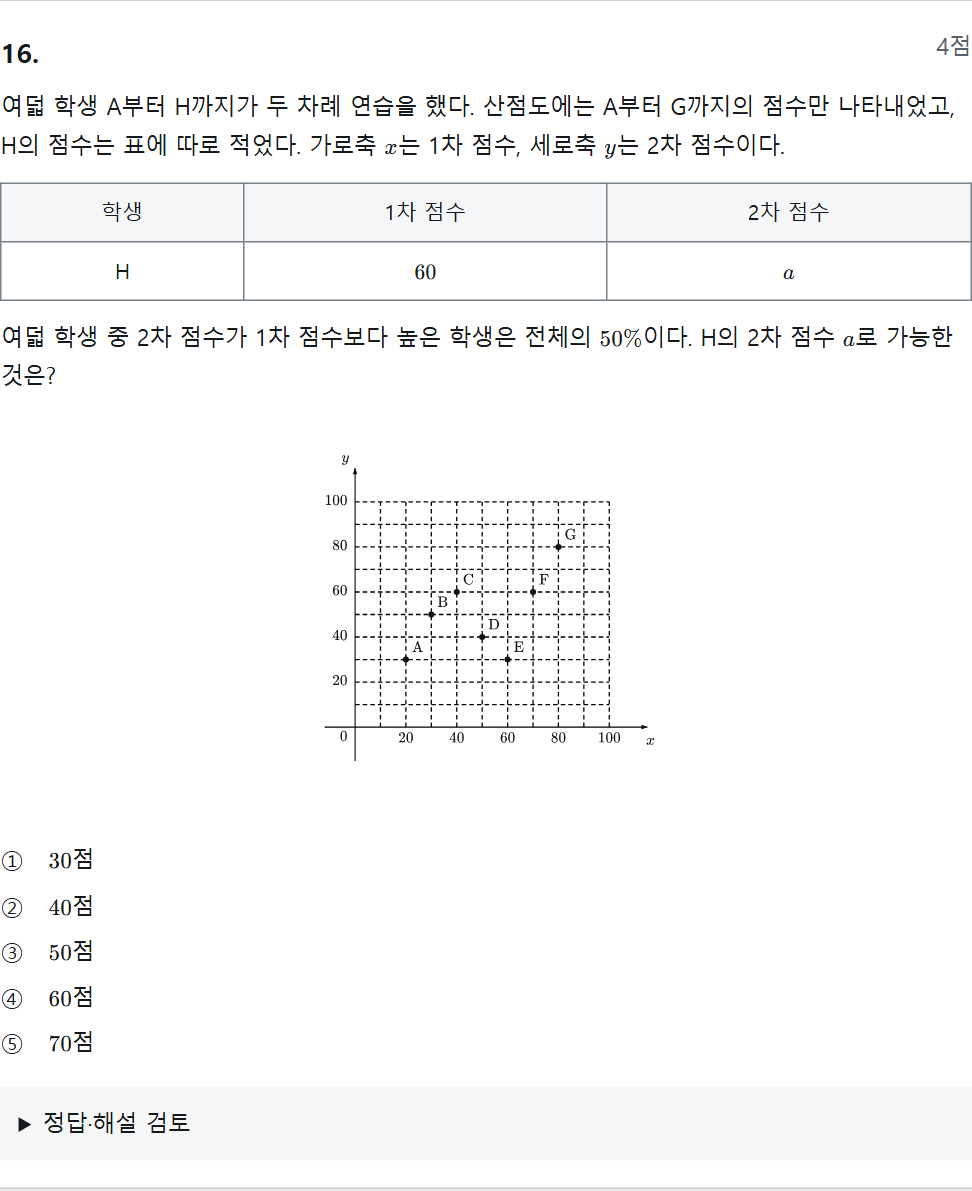 16.
4점
여덟 학생 A부터 H까지가 두 차례 연습을 했다. 산점도에는 A부터 G까지의 점수만 나타내었고,
H의 점수는 표에 따로 적었다. 가로축 x는 1차 점수, 세로축 y는 2차 점수이다.
학생 1차 점수 2차 점수
H 60 a
여덟 학생 중 2차 점수가 1차 점수보다 높은 학생은 전체의 50%이다. H의 2차 점수 a로 가능한
것은?
y
100
G
80
C F
60
B
D
40
A E
20
0 20 40 60 80 100 x
① 30점
② 40점
③ 50점
④ 60점
⑤ 70점
▶ 정답·해설 검토